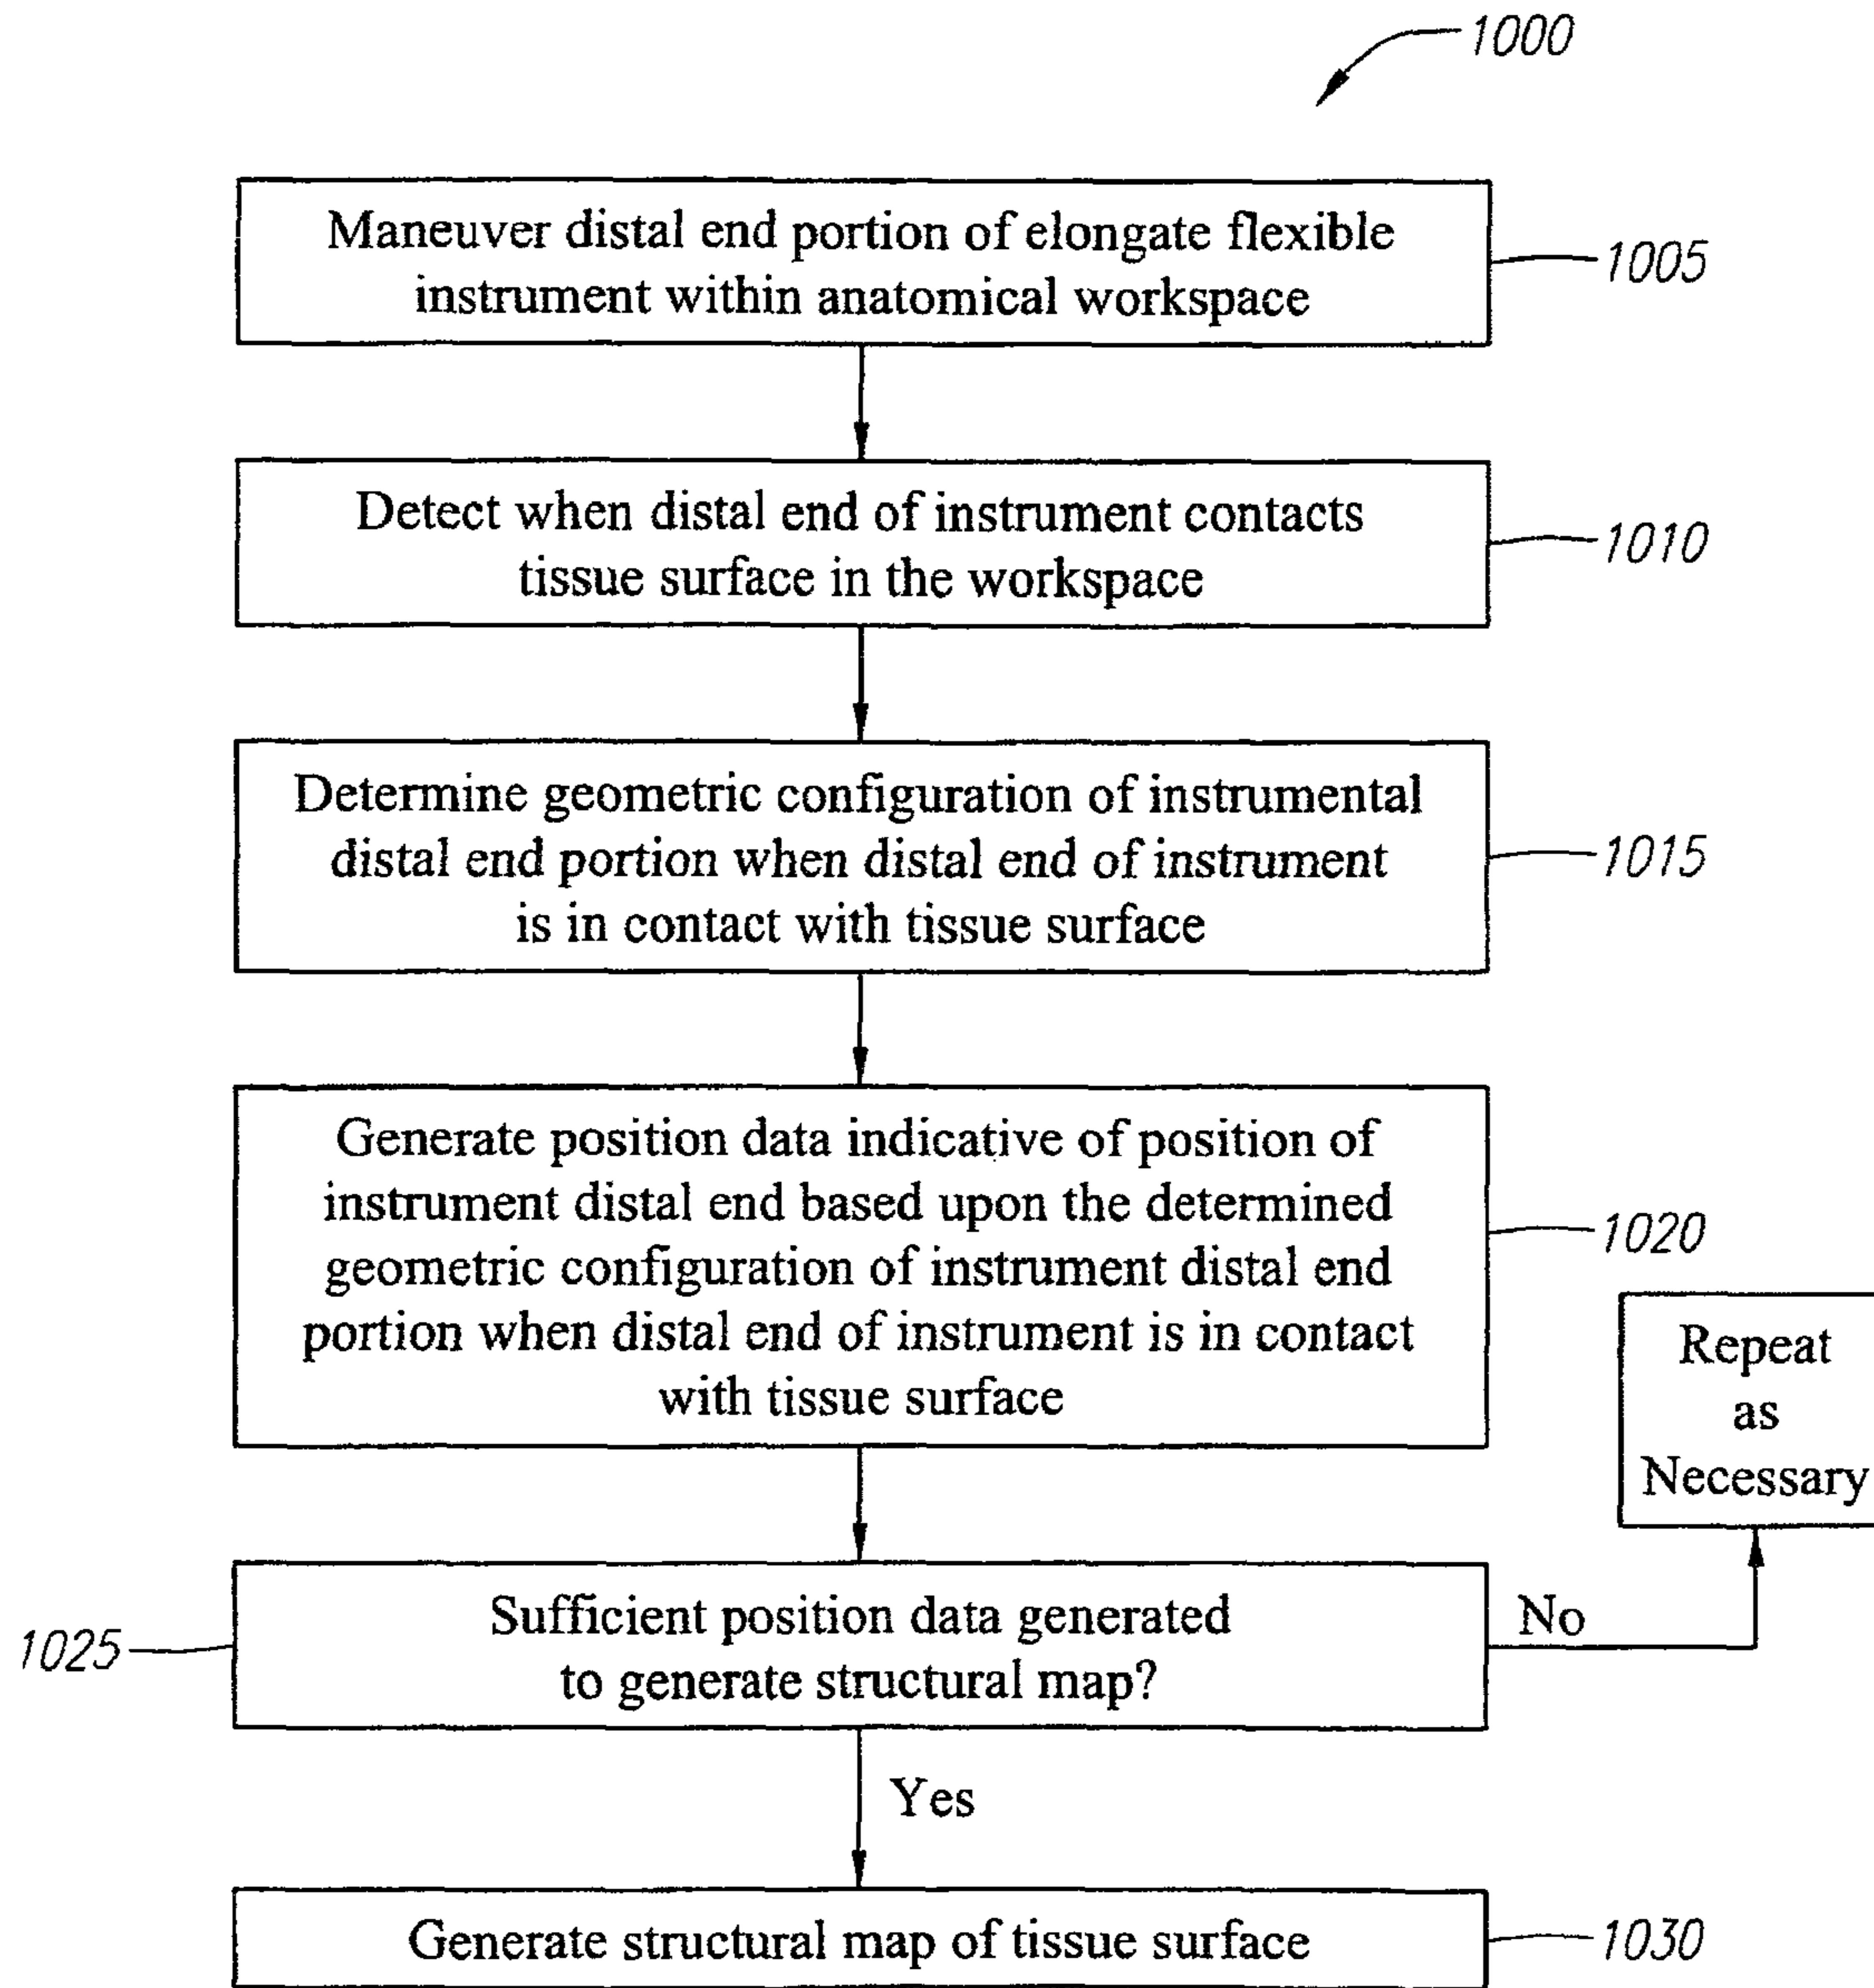 1000
Maneuver distal end portion of elongate flexible
instrument within anatomical workspace
1005
Detect when distal end of instrument contacts
tissue surface in the workspace
1010
Determine geometric configuration of instrumental
distal end portion when distal end of instrument
is in contact with tissue surface
1015
Generate position data indicative of position of
instrument distal end based upon the determined
geometric configuration of instrument distal end
portion when distal end of instrument is in contact
with tissue surface
1020
Repeat
as
Necessary
Sufficient position data generated
to generate structural map?
1025
No
Yes
Generate structural map of tissue surface
1030